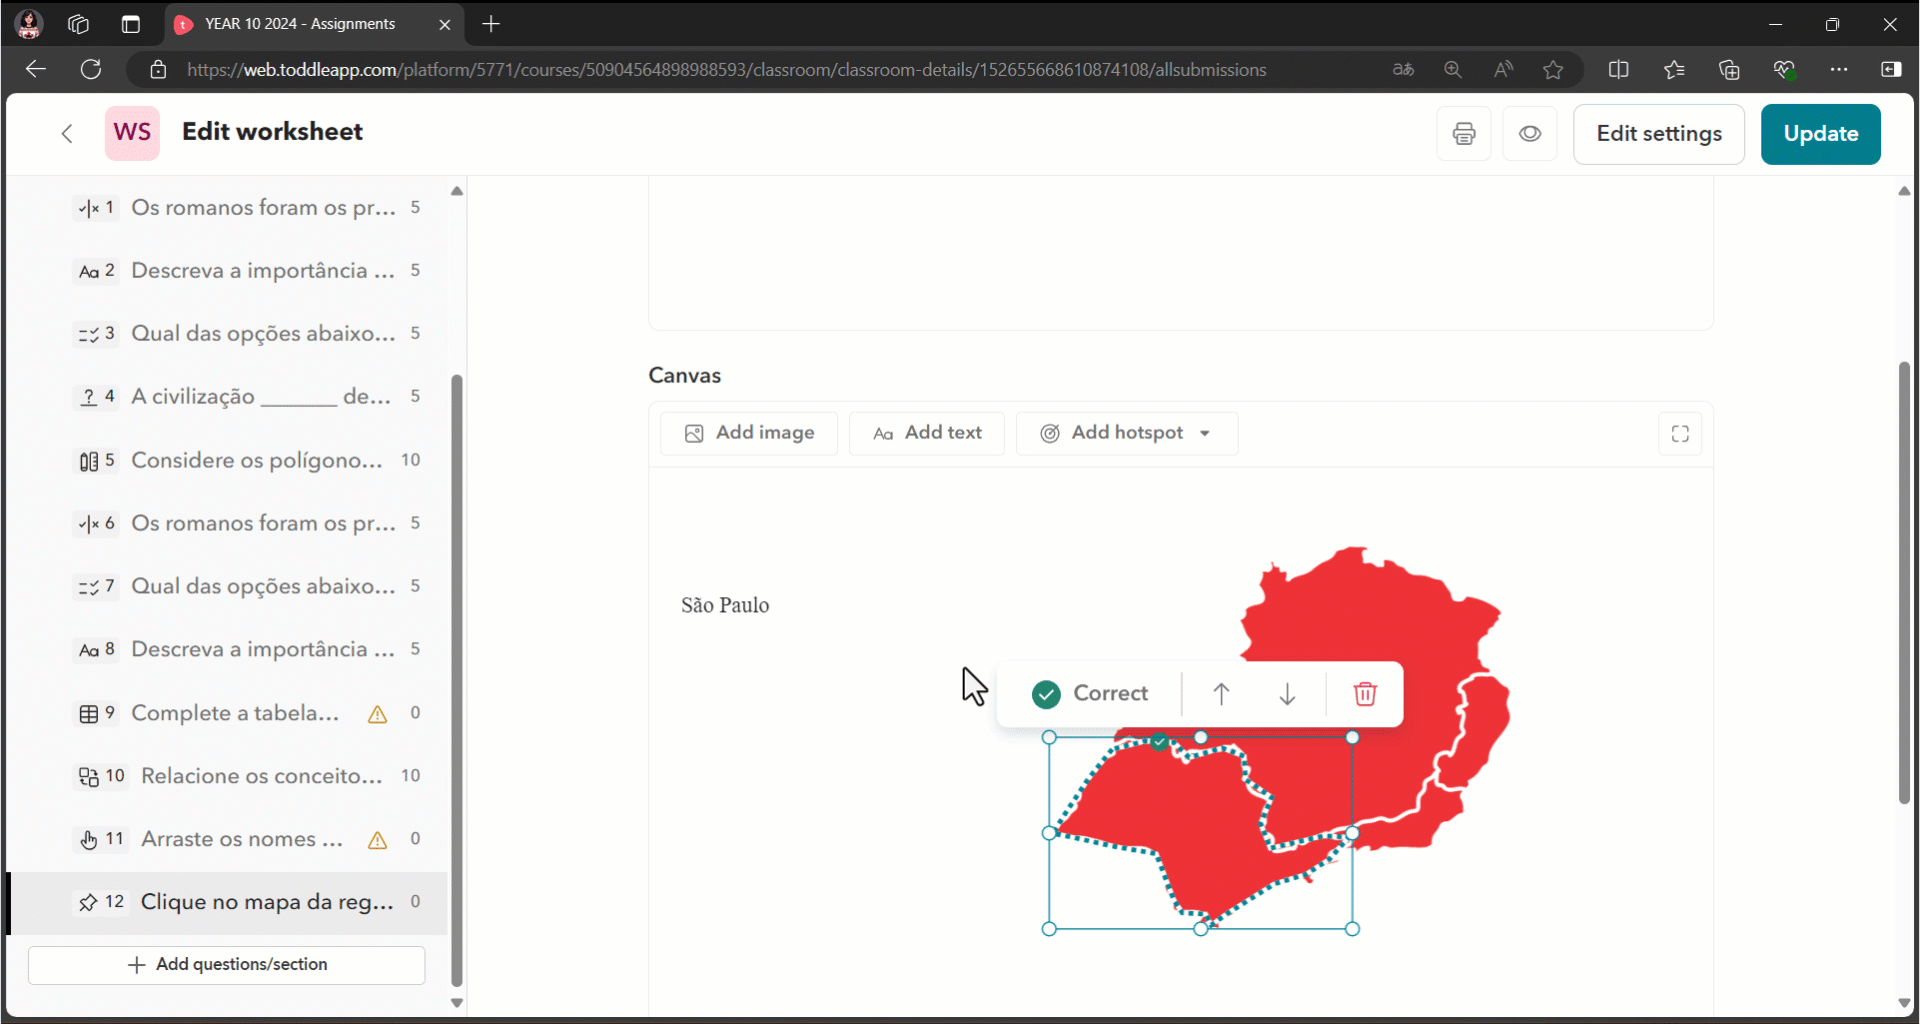 YEAR 10 2024 - Assignments
https://web.toddleapp.com/platform/5771/courses/50904564898988593/classroom/classroom-details/152655668610874108/allsubmissions
WS Edit worksheet
Edit settings
Update
1 Os romanos foram os pr... 5
Aa 2 Descreva a importância ... 5
3 Qual das opções abaixo... 5
? 4 A civilização _______ de... 5
5 Considere os polígono... 10
6 Os romanos foram os pr... 5
7 Qual das opções abaixo... 5
Aa 8 Descreva a importância ... 5
9 Complete a tabela... 0
10 Relacione os conceito... 10
11 Arraste os nomes ... 0
12 Clique no mapa da reg... 0
+ Add questions/section
Canvas
Add image
Aa Add text
Add hotspot
São Paulo
Correct